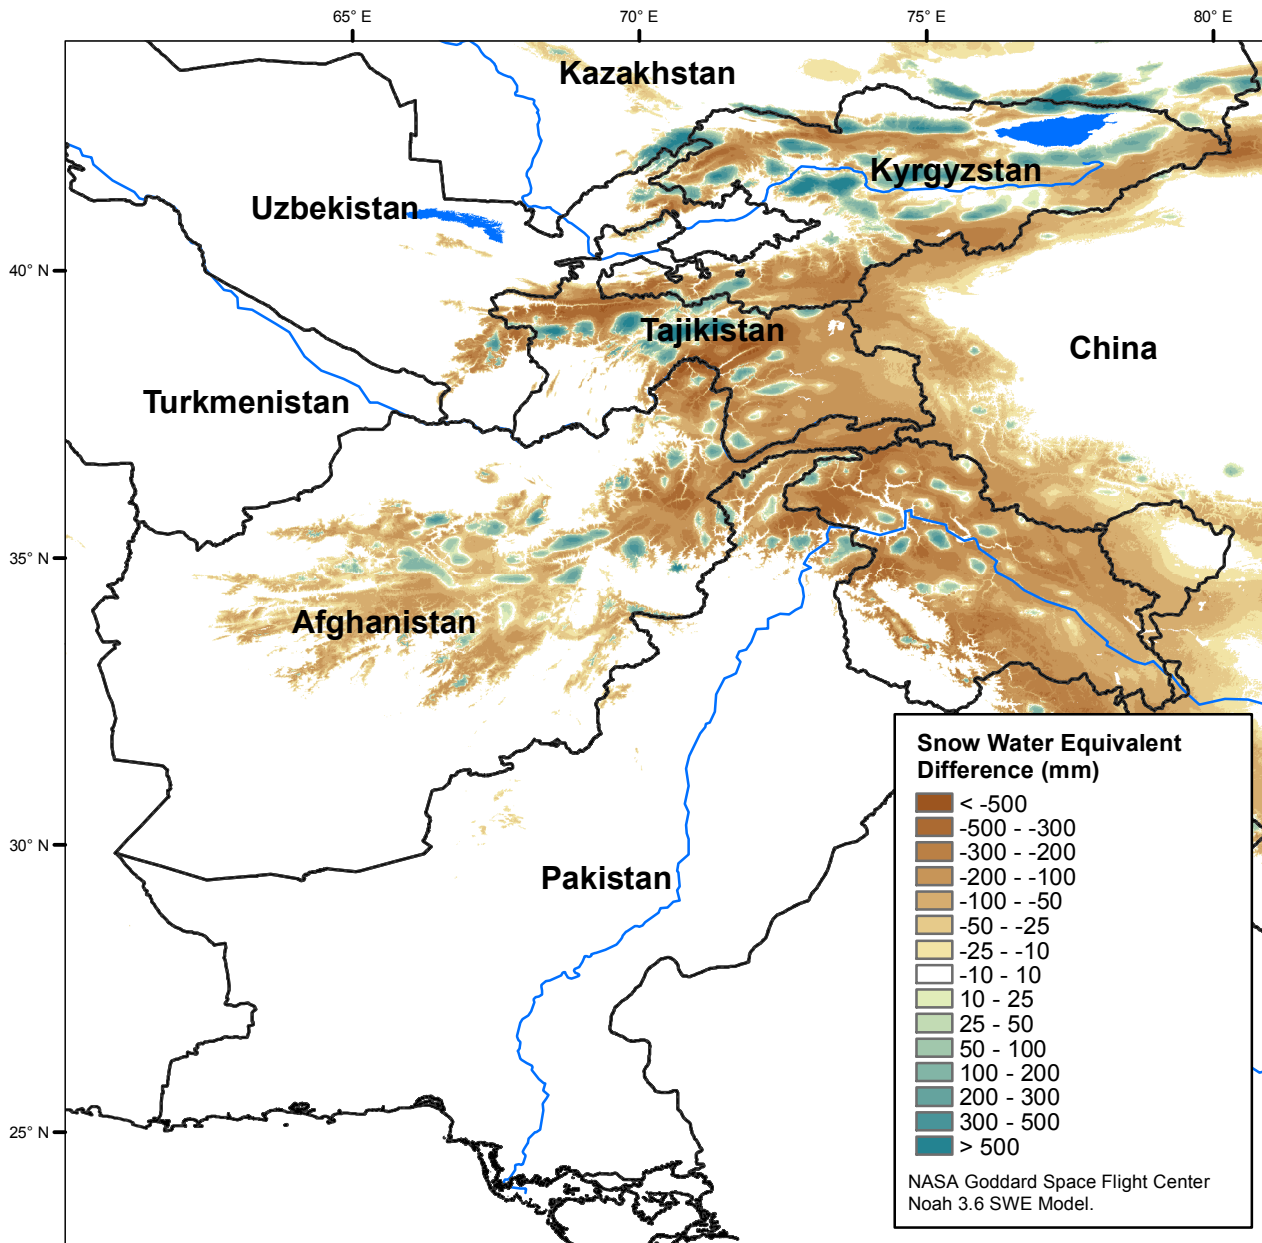 65° E 70° E 75° E 80° E
Kazakhstan
Kyrgyzstan
Uzbekistan
40° N
Tajikistan
China
Turkmenistan
35° N
Afghanistan
30° N
Pakistan
25° N
Snow Water Equivalent
Difference (mm)
< -500
-500 - -300
-300 - -200
-200 - -100
-100 - -50
-50 - -25
-25 - -10
-10 - 10
10 - 25
25 - 50
50 - 100
100 - 200
200 - 300
300 - 500
> 500
NASA Goddard Space Flight Center
Noah 3.6 SWE Model.